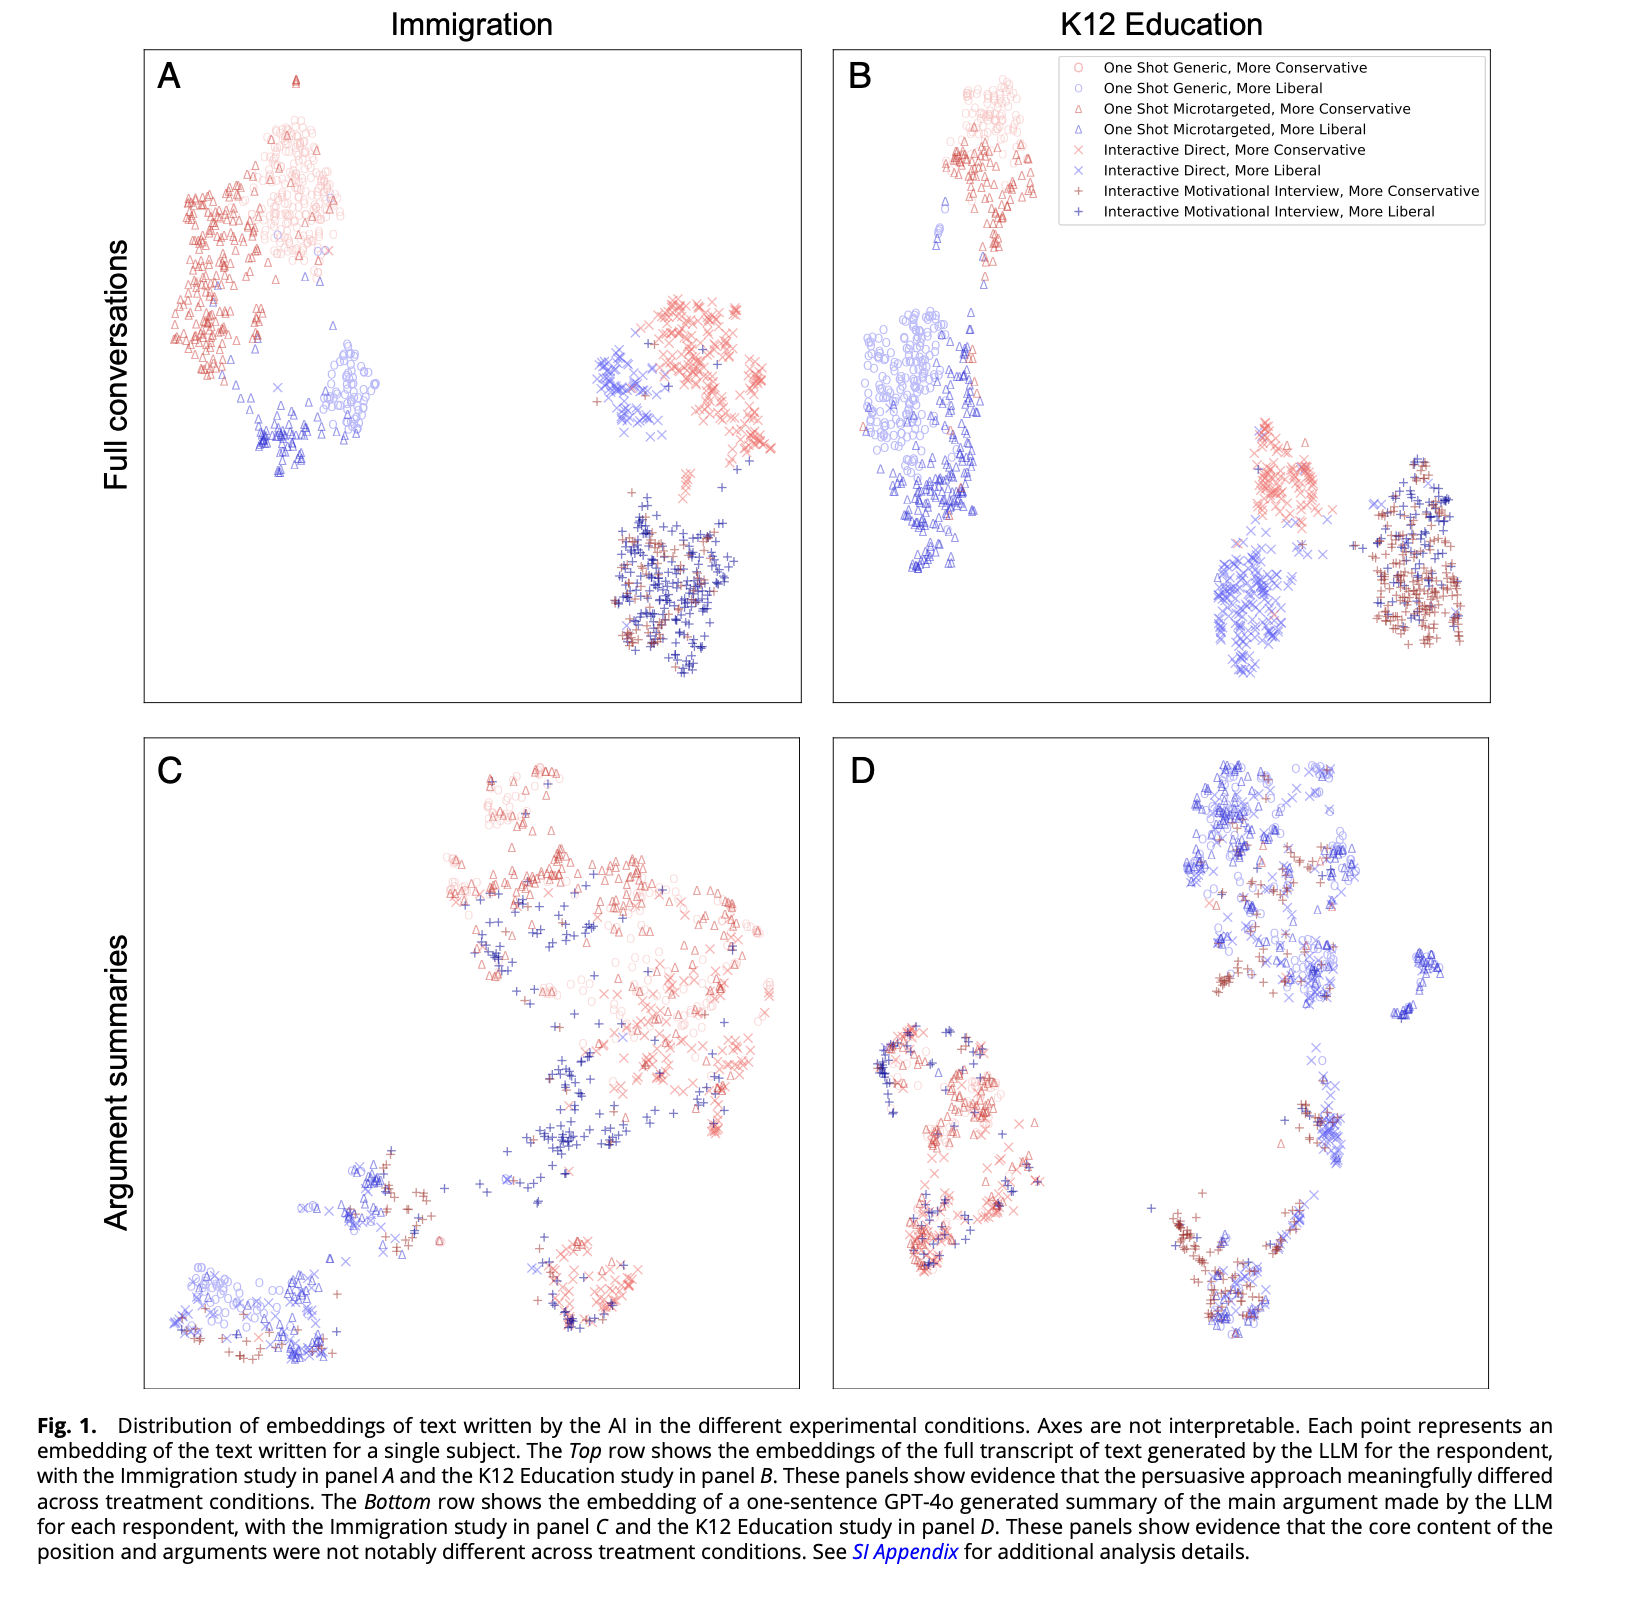 Immigration
K12 Education
A
B
One Shot Generic, More Conservative
One Shot Generic, More Liberal
One Shot Microtargeted, More Conservative
One Shot Microtargeted, More Liberal
Interactive Direct, More Conservative
Interactive Direct, More Liberal
Interactive Motivational Interview, More Conservative
Interactive Motivational Interview, More Liberal
Full conversations
C
D
Argument summaries
Fig. 1. Distribution of embeddings of text written by the AI in the different experimental conditions. Axes are not interpretable. Each point represents an
embedding of the text written for a single subject. The Top row shows the embeddings of the full transcript of text generated by the LLM for the respondent,
with the Immigration study in panel A and the K12 Education study in panel B. These panels show evidence that the persuasive approach meaningfully differed
across treatment conditions. The Bottom row shows the embedding of a one-sentence GPT-4o generated summary of the main argument made by the LLM
for each respondent, with the Immigration study in panel C and the K12 Education study in panel D. These panels show evidence that the core content of the
position and arguments were not notably different across treatment conditions. See SI Appendix for additional analysis details.